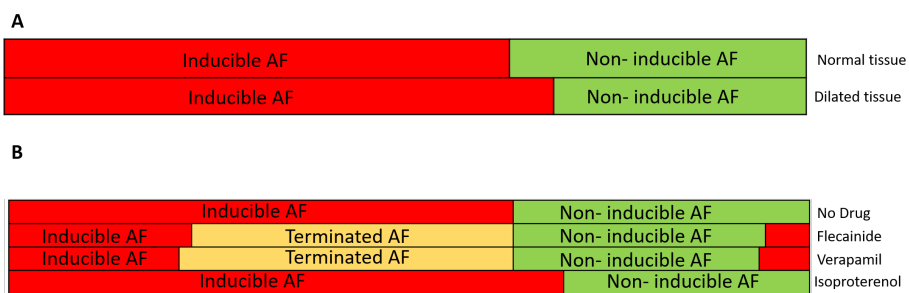 A
Inducible AF Non- inducible AF Normal tissue
Inducible AF Non- inducible AF Dilated tissue
B
Inducible AF Non- inducible AF No Drug
Inducible AF Terminated AF Non- inducible AF Flecainide
Inducible AF Terminated AF Non- inducible AF Verapamil
Inducible AF Non- inducible AF Isoproterenol